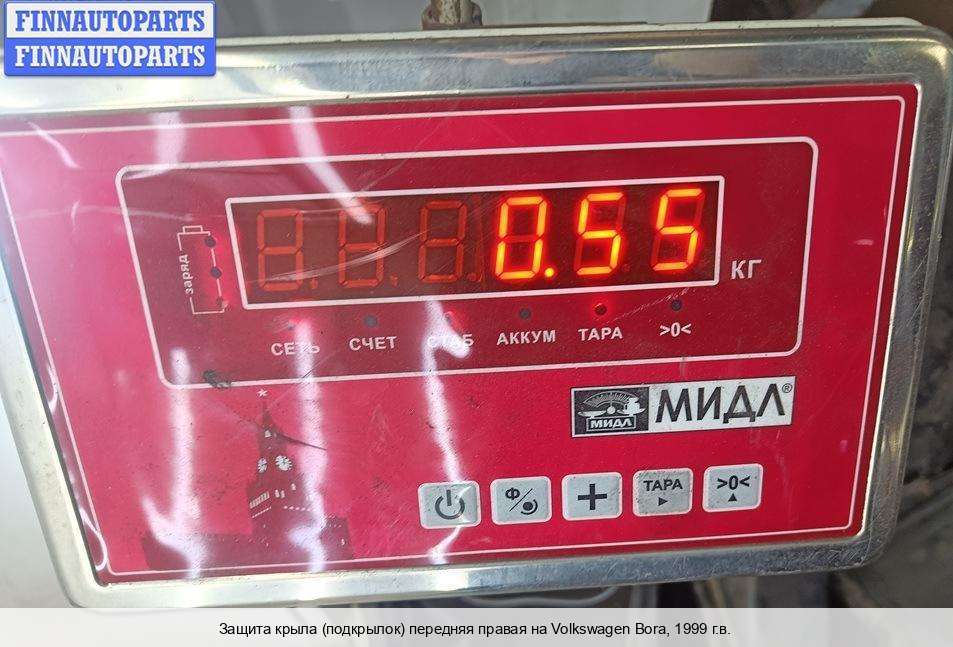 FINNAUTOPARTS
FINNAUTOPARTS
0.55
КГ
заряд
СЕТЬ СЧЕТ СТАБ АККУМ ТАРА >0<
МИДЛ МИДЛ®
Ф/ + ТАРА >0<
Защита крыла (подкрылок) передняя правая на Volkswagen Bora, 1999 г.в.